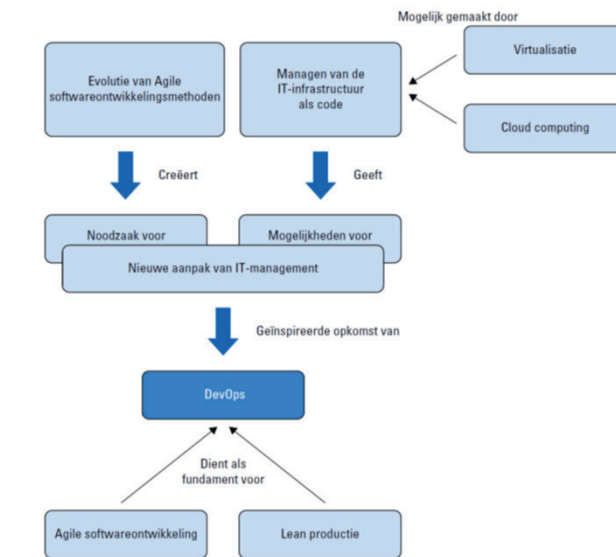 Mogelijk gemaakt door
Virtualisatie
Evolutie van Agile
softwareontwikkelingsmethoden
Managen van de
IT-infrastructuur
als code
Cloud computing
Creëert
Geeft
Noodzaak voor
Mogelijkheden voor
Nieuwe aanpak van IT-management
Geïnspireerde opkomst van
DevOps
Dient als
fundament voor
Agile softwareontwikkeling
Lean productie